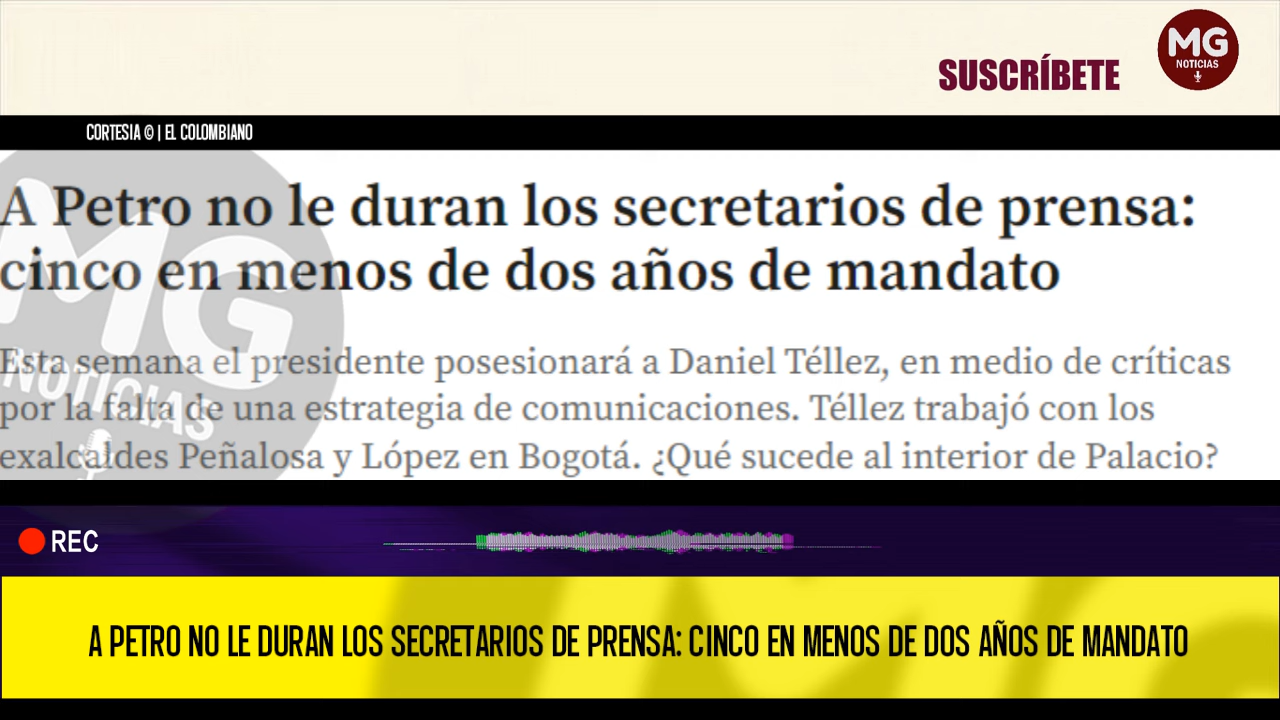 SUSCRÍBETE
MG
NOTICIAS
CORTESIA © | EL COLOMBIANO
A Petro no le duran los secretarios de prensa:
cinco en menos de dos años de mandato
Esta semana el presidente posesionará a Daniel Téllez, en medio de críticas
por la falta de una estrategia de comunicaciones. Téllez trabajó con los
exalcaldes Peñalosa y López en Bogotá. ¿Qué sucede al interior de Palacio?
MG
NOTICIAS
REC
A PETRO NO LE DURAN LOS SECRETARIOS DE PRENSA: CINCO EN MENOS DE DOS AÑOS DE MANDATO